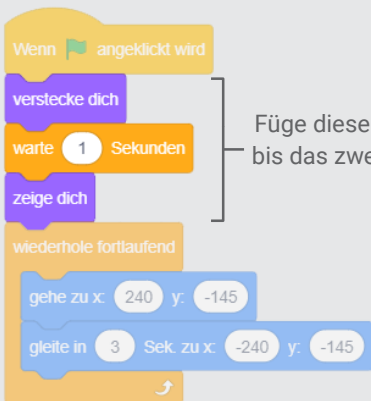 Wenn angeklickt wird
verstecke dich
warte 1 Sekunden
Füge diese
bis das zwe
zeige dich
wiederhole fortlaufend
gehe zu x: 240 y: -145
gleite in 3 Sek. zu x: -240 y: -145